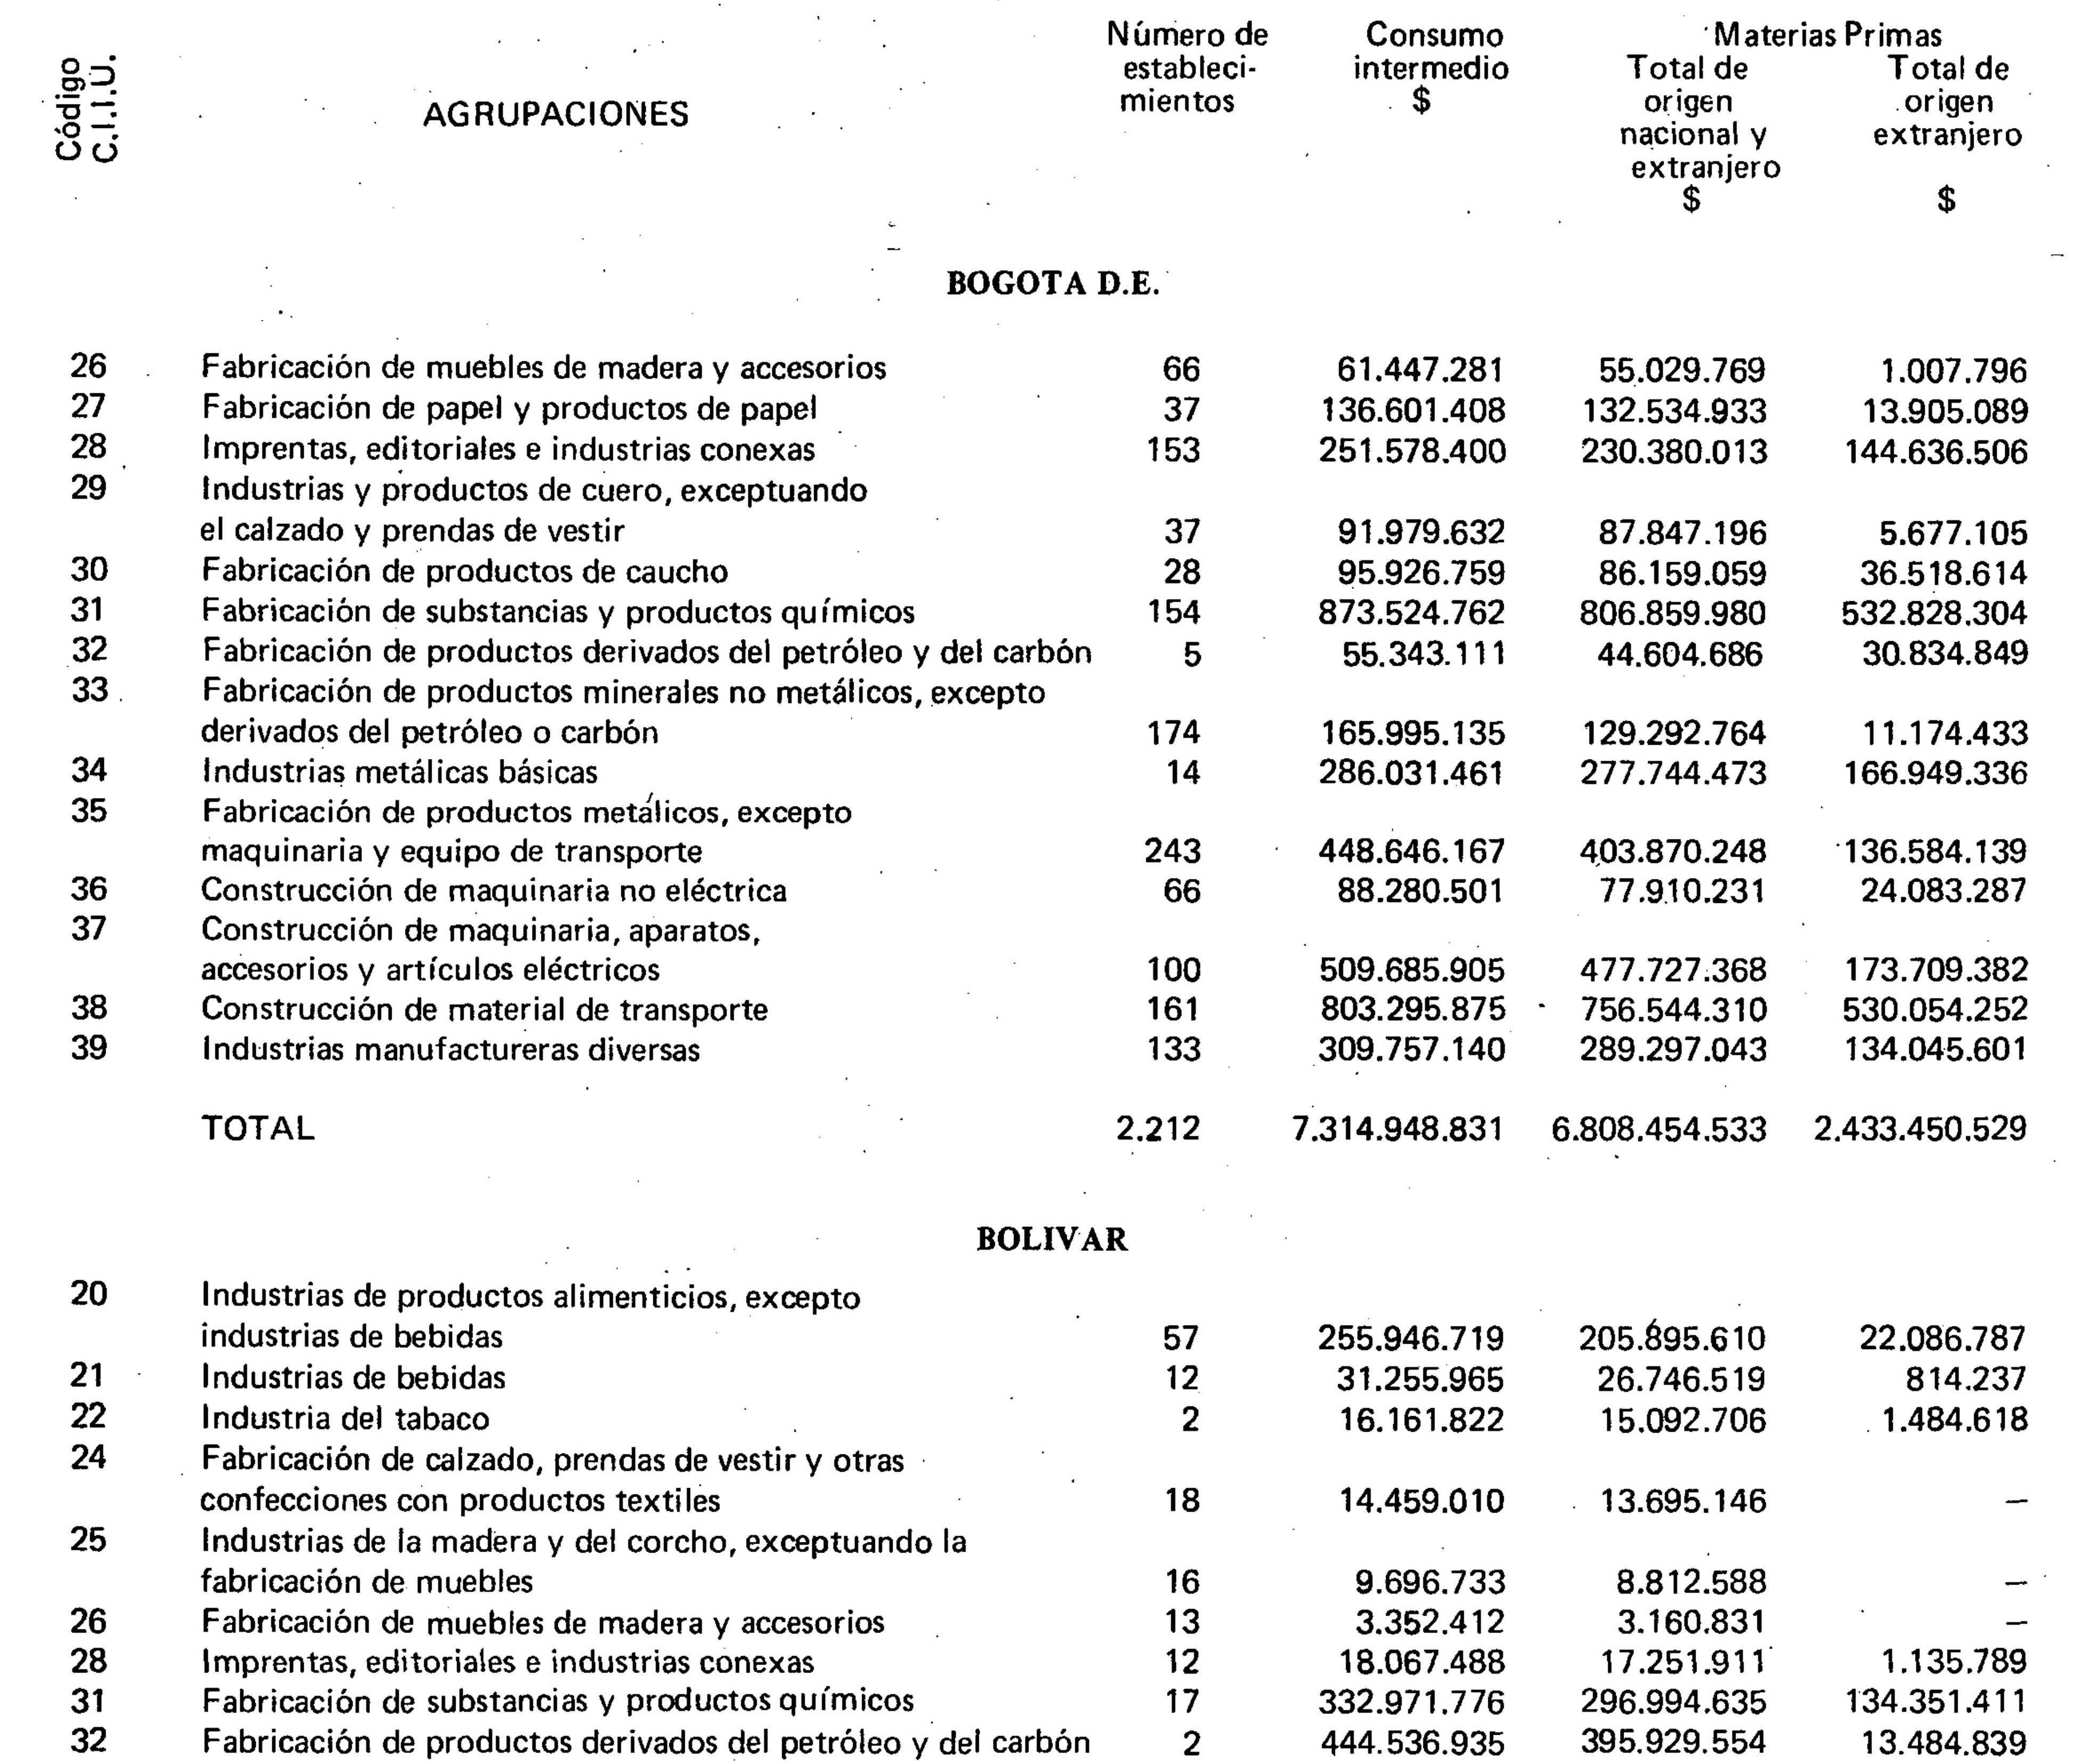 Código C.I.I.U. AGRUPACIONES Número de estableci- mientos Consumo intermedio $ Materias Primas Total de origen nacional y extranjero $ Total de origen extranjero $
BOGOTA D.E.
26 Fabricación de muebles de madera y accesorios 66 61.447.281 55.029.769 1.007.796
27 Fabricación de papel y productos de papel 37 136.601.408 132.534.933 13.905.089
28 Imprentas, editoriales e industrias conexas 153 251.578.400 230.380.013 144.636.506
29 Industrias y productos de cuero, exceptuando
el calzado y prendas de vestir 37 91.979.632 87.847.196 5.677.105
30 Fabricación de productos de caucho 28 95.926.759 86.159.059 36.518.614
31 Fabricación de substancias y productos químicos 154 873.524.762 806.859.980 532.828.304
32 Fabricación de productos derivados del petróleo y del carbón 5 55.343.111 44.604.686 30.834.849
33 Fabricación de productos minerales no metálicos, excepto
derivados del petróleo o carbón 174 165.995.135 129.292.764 11.174.433
34 Industrias metálicas básicas 14 286.031.461 277.744.473 166.949.336
35 Fabricación de productos metálicos, excepto
maquinaria y equipo de transporte 243 448.646.167 403.870.248 136.584.139
36 Construcción de maquinaria no eléctrica 66 88.280.501 77.910.231 24.083.287
37 Construcción de maquinaria, aparatos,
accesorios y artículos eléctricos 100 509.685.905 477.727.368 173.709.382
38 Construcción de material de transporte 161 803.295.875 756.544.310 530.054.252
39 Industrias manufactureras diversas 133 309.757.140 289.297.043 134.045.601
TOTAL 2.212 7.314.948.831 6.808.454.533 2.433.450.529
BOLIVAR
20 Industrias de productos alimenticios, excepto
industrias de bebidas 57 255.946.719 205.895.610 22.086.787
21 Industrias de bebidas 12 31.255.965 26.746.519 814.237
22 Industria del tabaco 2 16.161.822 15.092.706 1.484.618
24 Fabricación de calzado, prendas de vestir y otras
confecciones con productos textiles 18 14.459.010 13.695.146 —
25 Industrias de la madera y del corcho, exceptuando la
fabricación de muebles 16 9.696.733 8.812.588 —
26 Fabricación de muebles de madera y accesorios 13 3.352.412 3.160.831 —
28 Imprentas, editoriales e industrias conexas 12 18.067.488 17.251.911 1.135.789
31 Fabricación de substancias y productos químicos 17 332.971.776 296.994.635 134.351.411
32 Fabricación de productos derivados del petróleo y del carbón 2 444.536.935 395.929.554 13.484.839